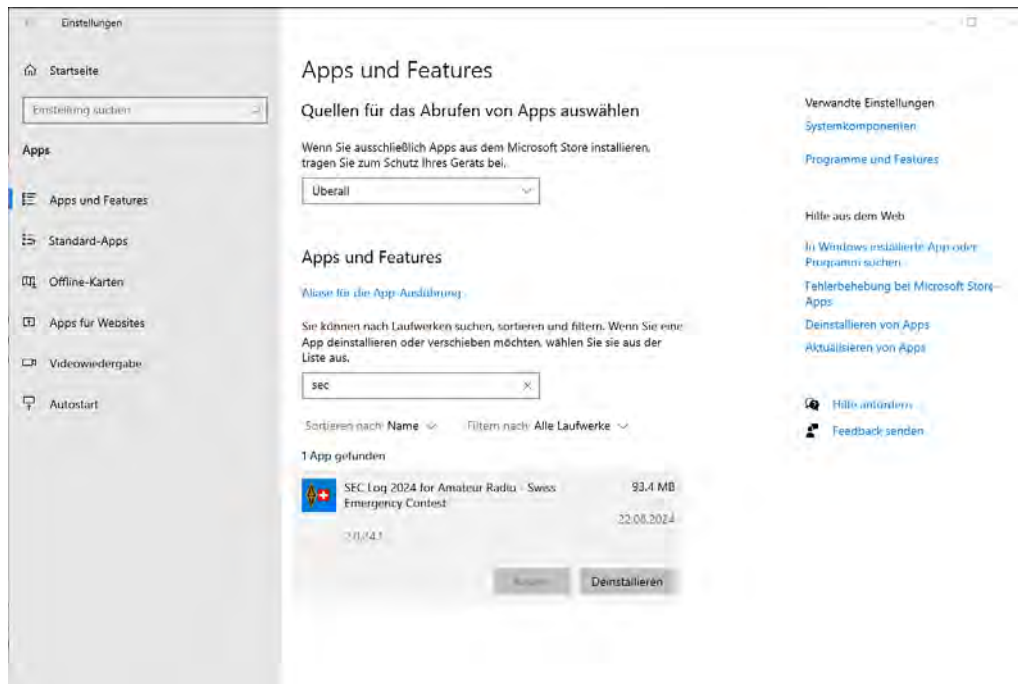 Einstellungen
Startseite
Einstellung suchen
Apps
Apps und Features
Standard-Apps
Offline-Karten
Apps für Websites
Videowiedergabe
Autostart
Apps und Features
Quellen für das Abrufen von Apps auswählen
Wenn Sie ausschließlich Apps aus dem Microsoft Store installieren,
tragen Sie zum Schutz Ihres Geräts bei.
Überall
Apps und Features
Aliase für die App-Ausführung
Sie können nach Laufwerken suchen, sortieren und filtern. Wenn Sie eine
App deinstallieren oder verschieben möchten, wählen Sie sie aus der
Liste aus.
sec
Sortieren nach: Name
Filtern nach: Alle Laufwerke
1 App gefunden
SEC Log 2024 for Amateur Radio - Swiss
Emergency Contest
93.4 MB
22.08.2024
Deinstallieren
Verwandte Einstellungen
Systemkomponenten
Programme und Features
Hilfe aus dem Web
In Windows installierte App oder
Programm suchen
Fehlerbehebung bei Microsoft Store-
Apps
Deinstallieren von Apps
Aktualisieren von Apps
Hilfe anfordern
Feedback senden